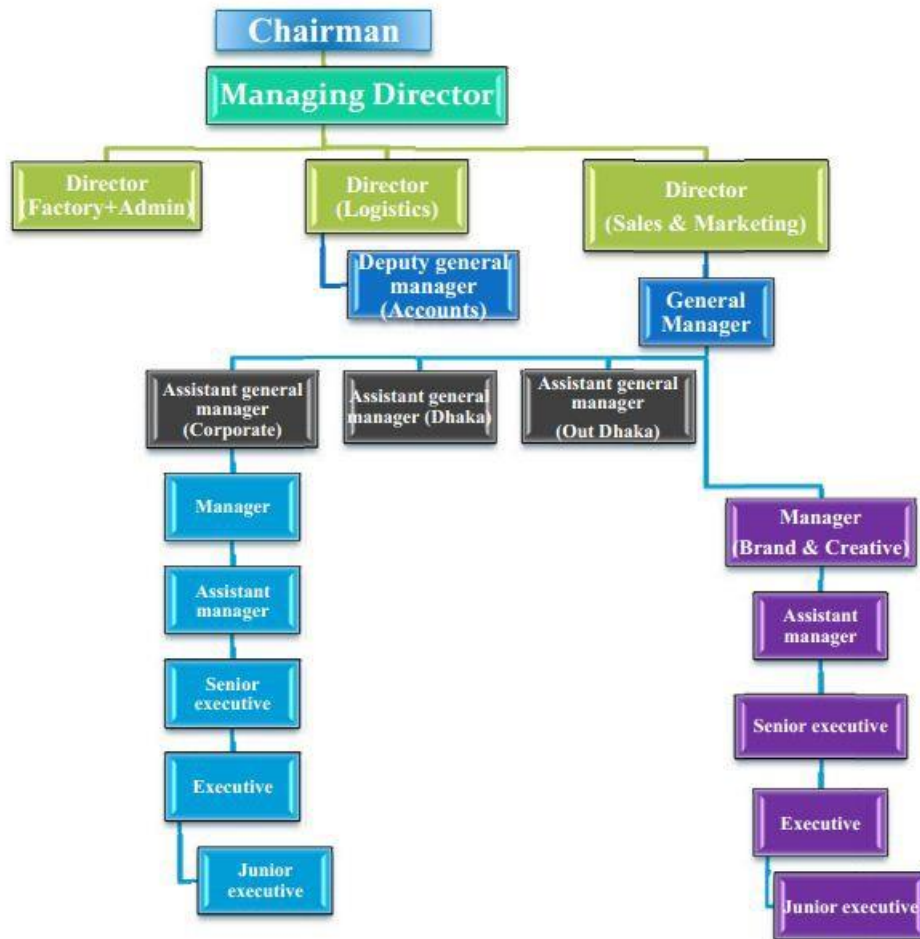 Chairman
Managing Director
Director
(Factory+Admin)
Director
(Logistics)
Director
(Sales & Marketing)
Deputy general
manager
(Accounts)
General
Manager
Assistant general
manager
(Corporate)
Assistant general
manager (Dhaka)
Assistant general
manager
(Out Dhaka)
Manager
Assistant
manager
Senior
executive
Executive
Junior
executive
Manager
(Brand & Creative)
Assistant
manager
Senior executive
Executive
Junior executive